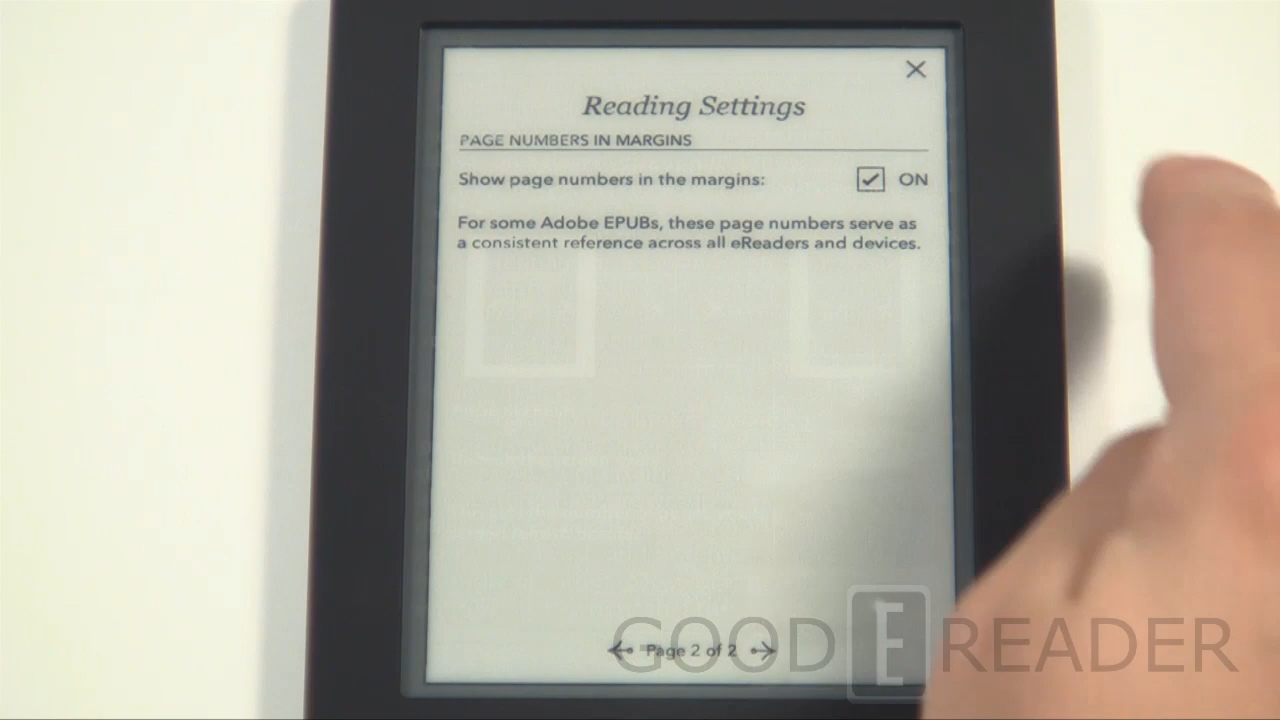 Reading Settings
PAGE NUMBERS IN MARGINS
Show page numbers in the margins: ON
For some Adobe EPUBs, these page numbers serve as
a consistent reference across all eReaders and devices.
Page 2 of 2
GOOD E READER